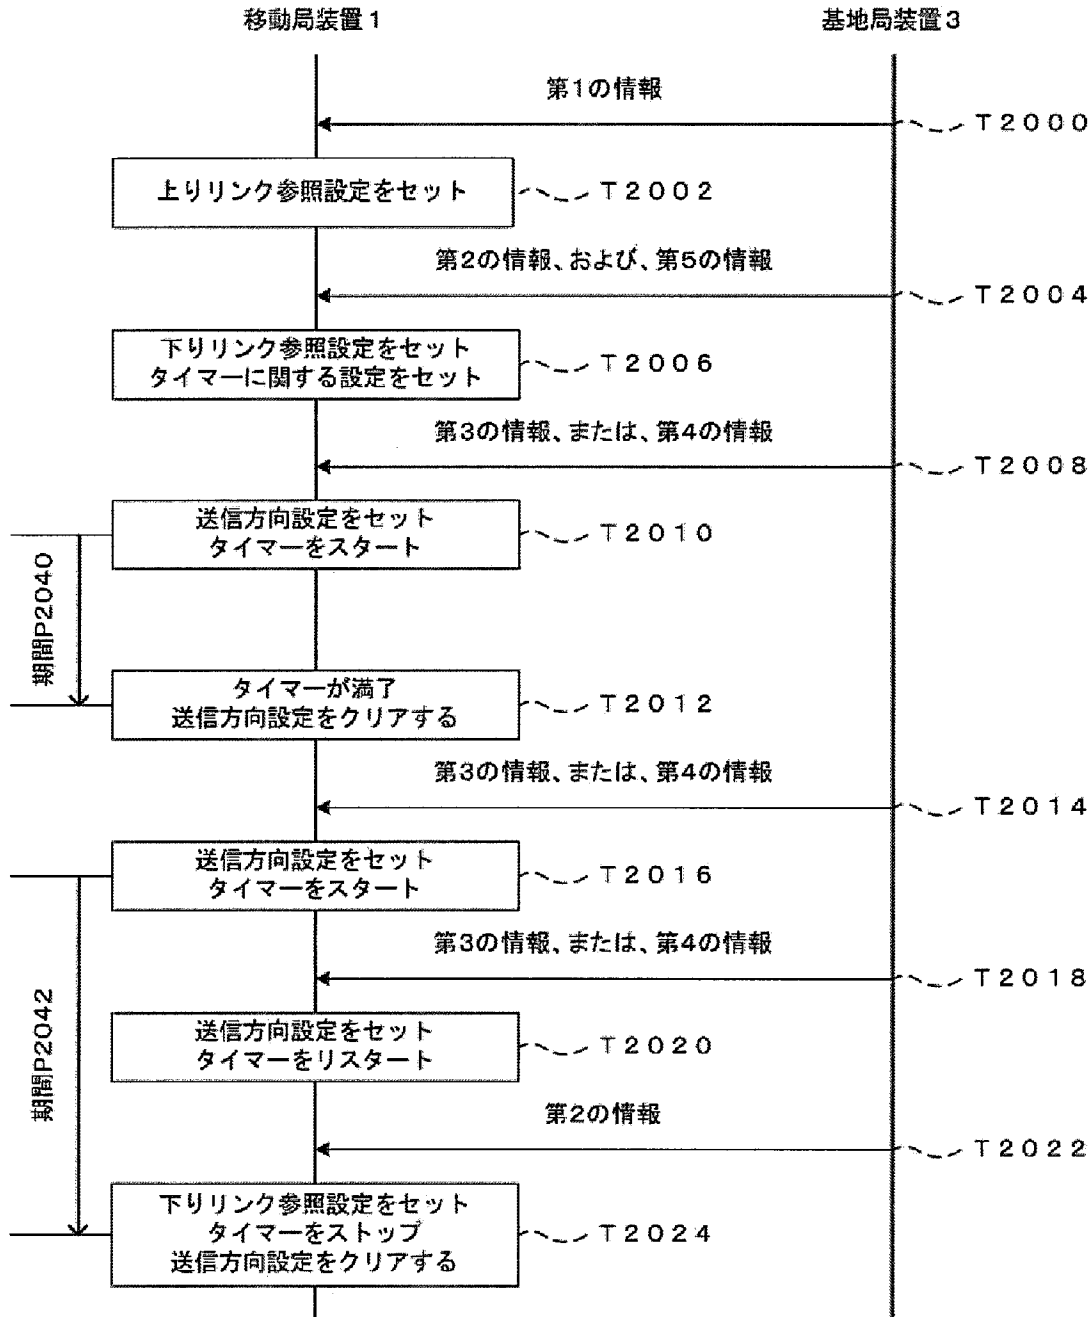 移動局装置1
基地局装置3
第1の情報
T2000
上りリンク参照設定をセット
T2002
第2の情報、および、第5の情報
T2004
下りリンク参照設定をセット
タイマーに関する設定をセット
T2006
第3の情報、または、第4の情報
T2008
送信方向設定をセット
タイマーをスタート
T2010
期間P2040
タイマーが満了
送信方向設定をクリアする
T2012
第3の情報、または、第4の情報
T2014
送信方向設定をセット
タイマーをスタート
T2016
第3の情報、または、第4の情報
T2018
期間P2042
送信方向設定をセット
タイマーをリスタート
T2020
第2の情報
T2022
下りリンク参照設定をセット
タイマーをストップ
送信方向設定をクリアする
T2024